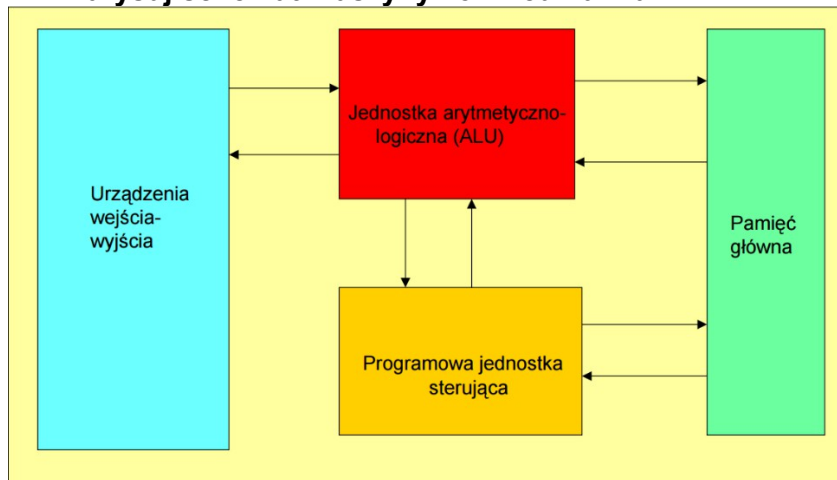 Jednostka arytmetyczno-
logiczna (ALU)
Urządzenia
wejścia-
wyjścia
Pamięć
główna
Programowa jednostka
sterująca